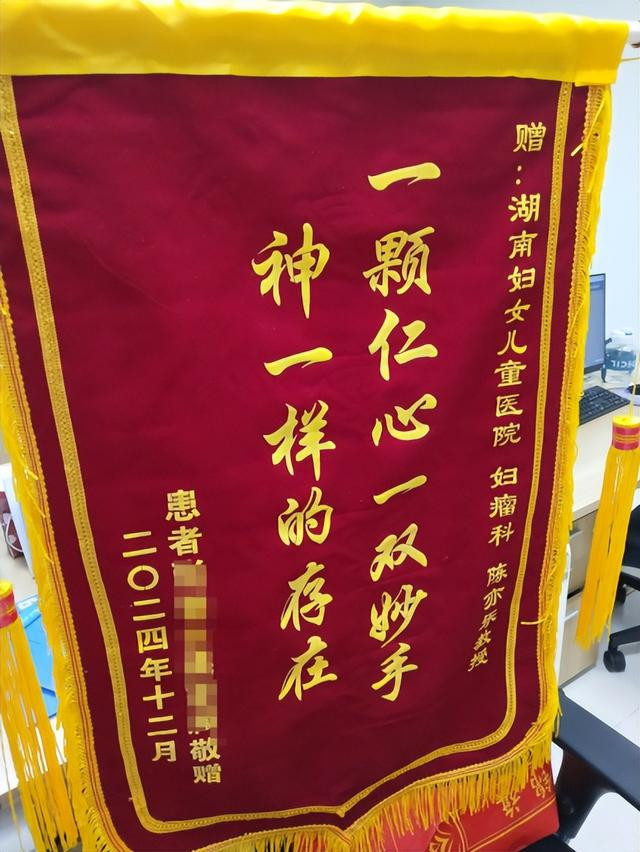 赠：湖南妇女儿童医院 妇瘤科 陈亦乐教授
一颗仁心一双妙手
神一样的存在
患者敬赠
二〇二四年十二月